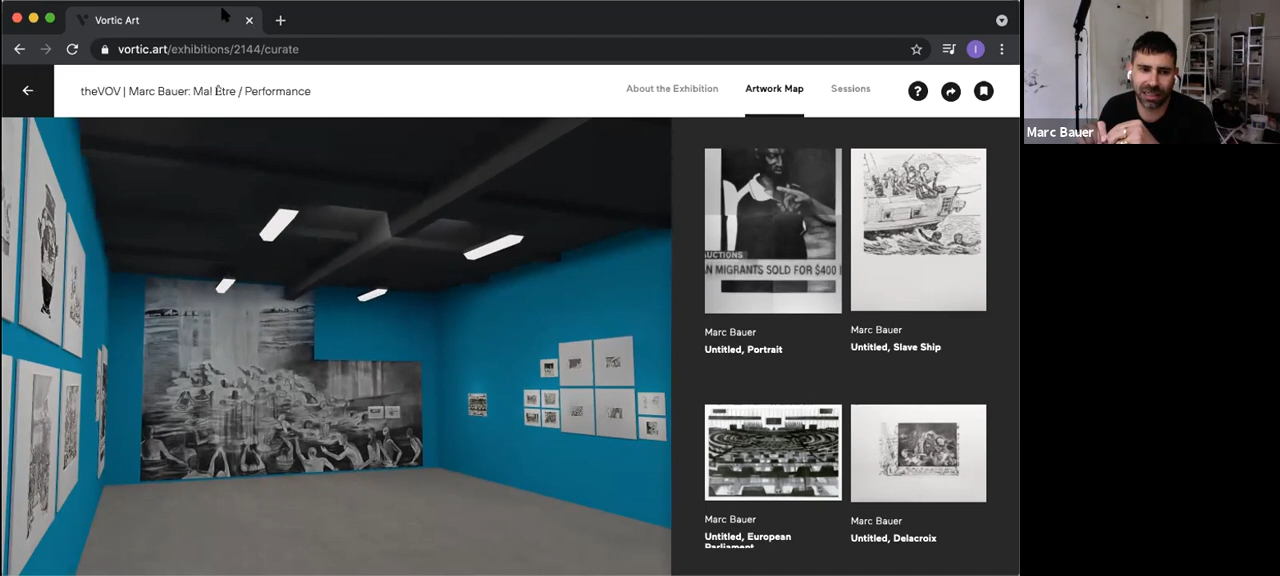 Vortic Art
vortic.art/exhibitions/2144/curate
I
theVOV | Marc Bauer: Mal Être / Performance
About the Exhibition
Artwork Map
Sessions
Marc Bauer
UCTIONS
N MIGRANTS SOLD FOR $400
Marc Bauer
Untitled, Portrait
Marc Bauer
Untitled, Slave Ship
Marc Bauer
Untitled, European
Parliament
Marc Bauer
Untitled, Delacroix